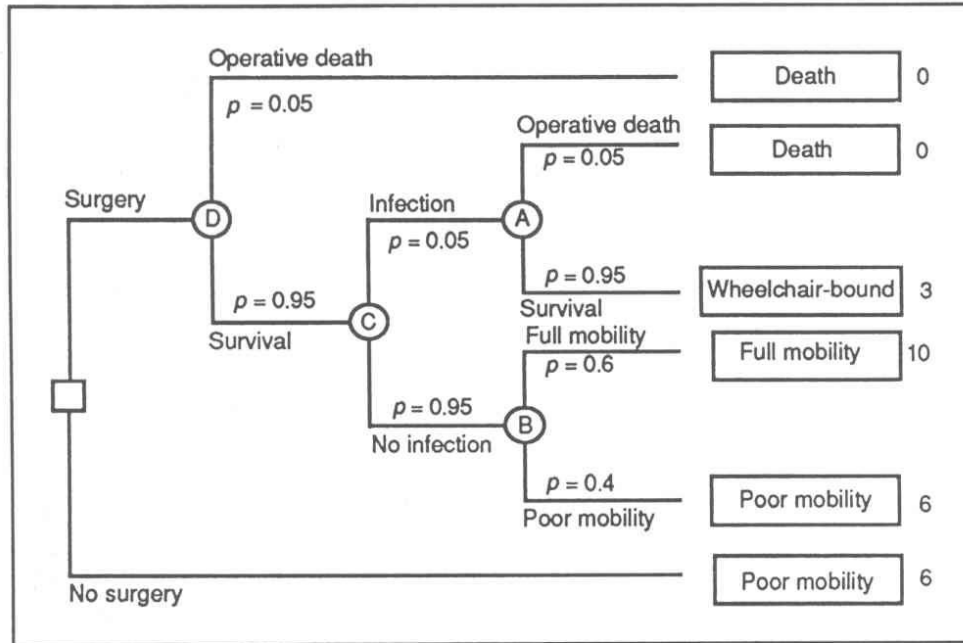 Operative death
p = 0.05
Death 0
Operative death
p = 0.05
Death 0
Surgery
D
Infection
p = 0.05
A
p = 0.95
Survival
C
p = 0.95
Survival
Wheelchair-bound 3
Full mobility
p = 0.6
Full mobility 10
p = 0.95
No infection
B
p = 0.4
Poor mobility
Poor mobility 6
No surgery
Poor mobility 6